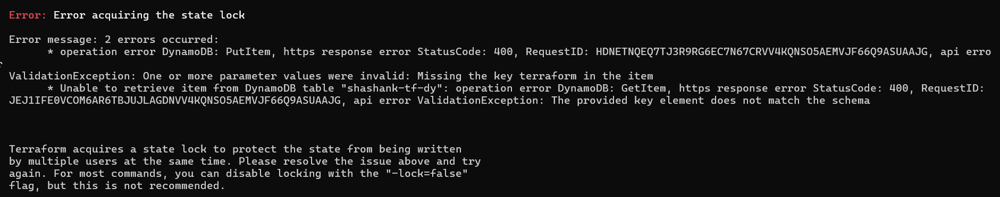 Error: Error acquiring the state lock
Error message: 2 errors occurred:
* operation error DynamoDB: PutItem, https response error StatusCode: 400, RequestID: HDNETNQEQ7TJ3R9RG6EC7N67CRVV4KQNSO5AEMVJF66Q9ASUAAJG, api erro
r
ValidationException: One or more parameter values were invalid: Missing the key terraform in the item
* Unable to retrieve item from DynamoDB table "shashank-tf-dy": operation error DynamoDB: GetItem, https response error StatusCode: 400, RequestID:
JEJ1IFE0VCOM6AR6TBJUJLAGDNVV4KQNSO5AEMVJF66Q9ASUAAJG, api error ValidationException: The provided key element does not match the schema
Terraform acquires a state lock to protect the state from being written
by multiple users at the same time. Please resolve the issue above and try
again. For most commands, you can disable locking with the "-lock=false"
flag, but this is not recommended.